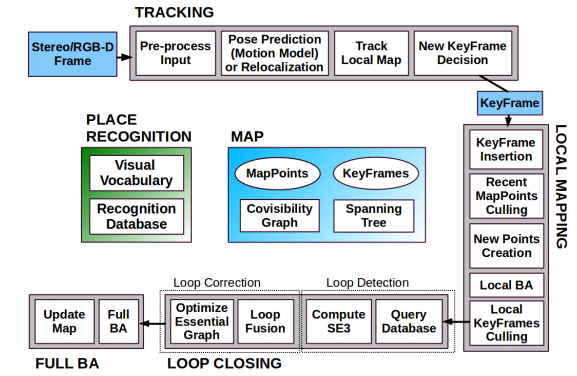 TRACKING
Stereo/RGB-D
Frame
Pre-process
Input
Pose Prediction
(Motion Model)
or Relocalization
Track
Local Map
New KeyFrame
Decision
KeyFrame
LOCAL MAPPING
KeyFrame
Insertion
Recent
MapPoints
Culling
New Points
Creation
Local BA
Local
KeyFrames
Culling
PLACE
RECOGNITION
Visual
Vocabulary
Recognition
Database
MAP
MapPoints
KeyFrames
Covisibility
Graph
Spanning
Tree
Loop Correction
Loop Detection
Optimize
Essential
Graph
Loop
Fusion
Compute
SE3
Query
Database
LOOP CLOSING
Update
Map
Full
BA
FULL BA